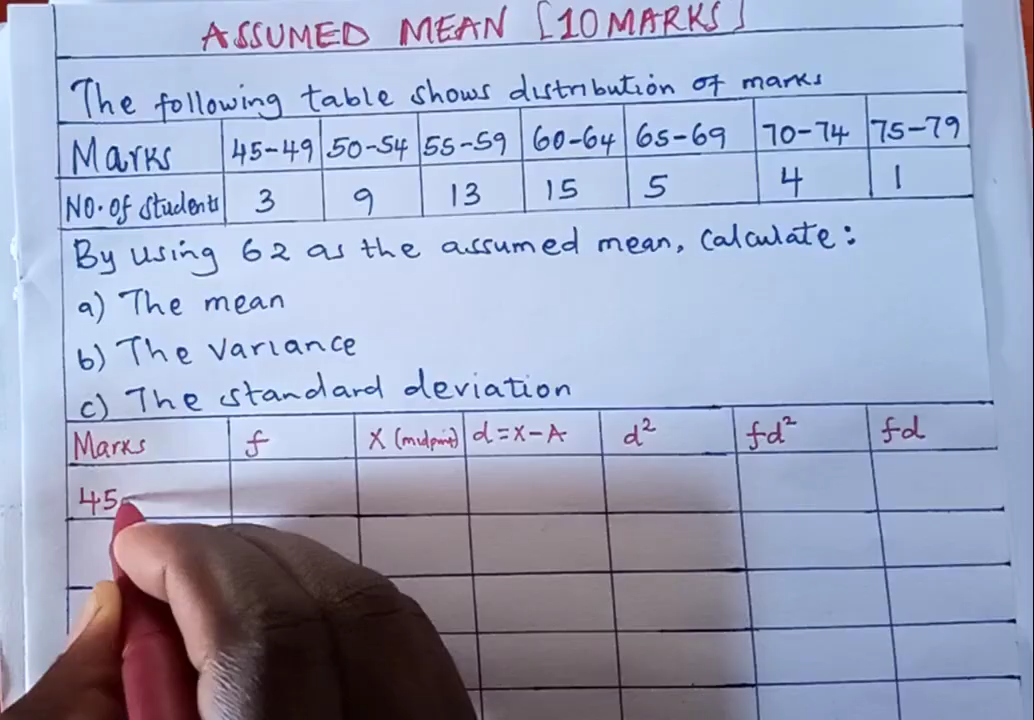 ASSUMED MEAN [10 MARKS]
The following table shows distribution of marks
Marks 45-49 50-54 55-59 60-64 65-69 70-74 75-79
NO. of students 3 9 13 15 5 4 1
By using 62 as the assumed mean, calculate:
a) The mean
b) The variance
c) The standard deviation
Marks f x (midpoint) d=x-A d² fd² fd
45-